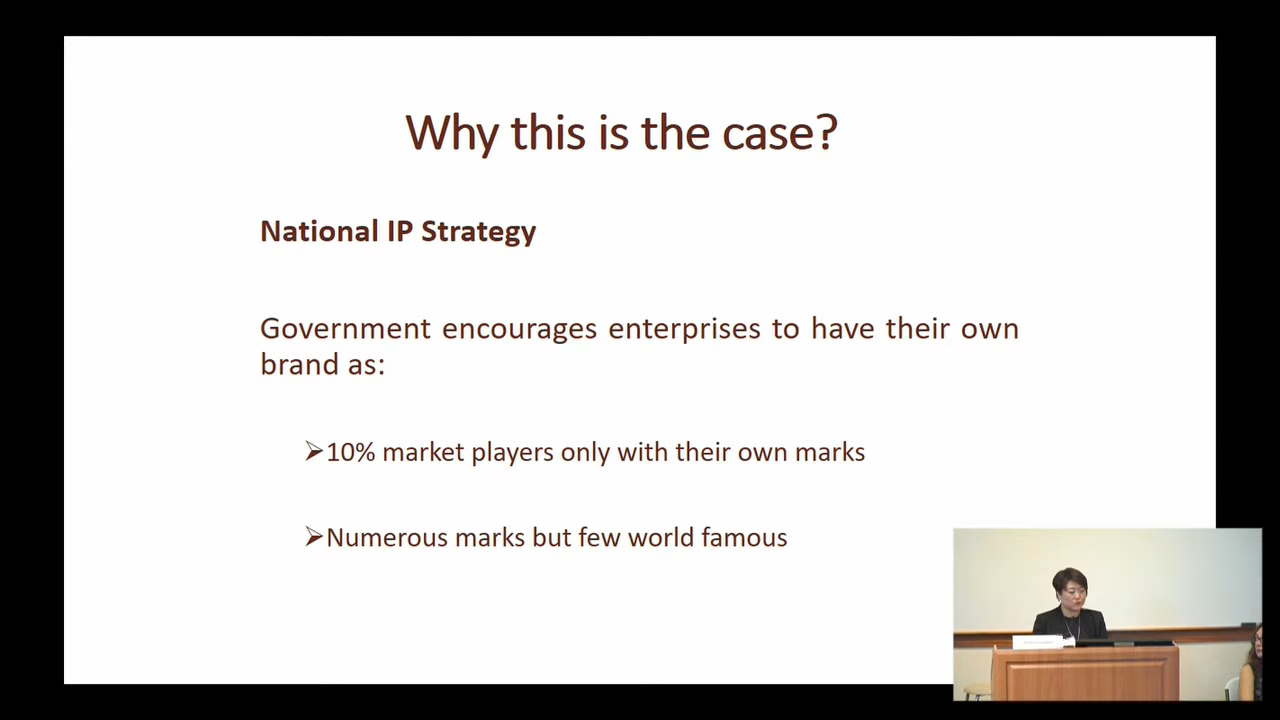 Why this is the case?
National IP Strategy
Government encourages enterprises to have their own
brand as:
➢10% market players only with their own marks
➢Numerous marks but few world famous